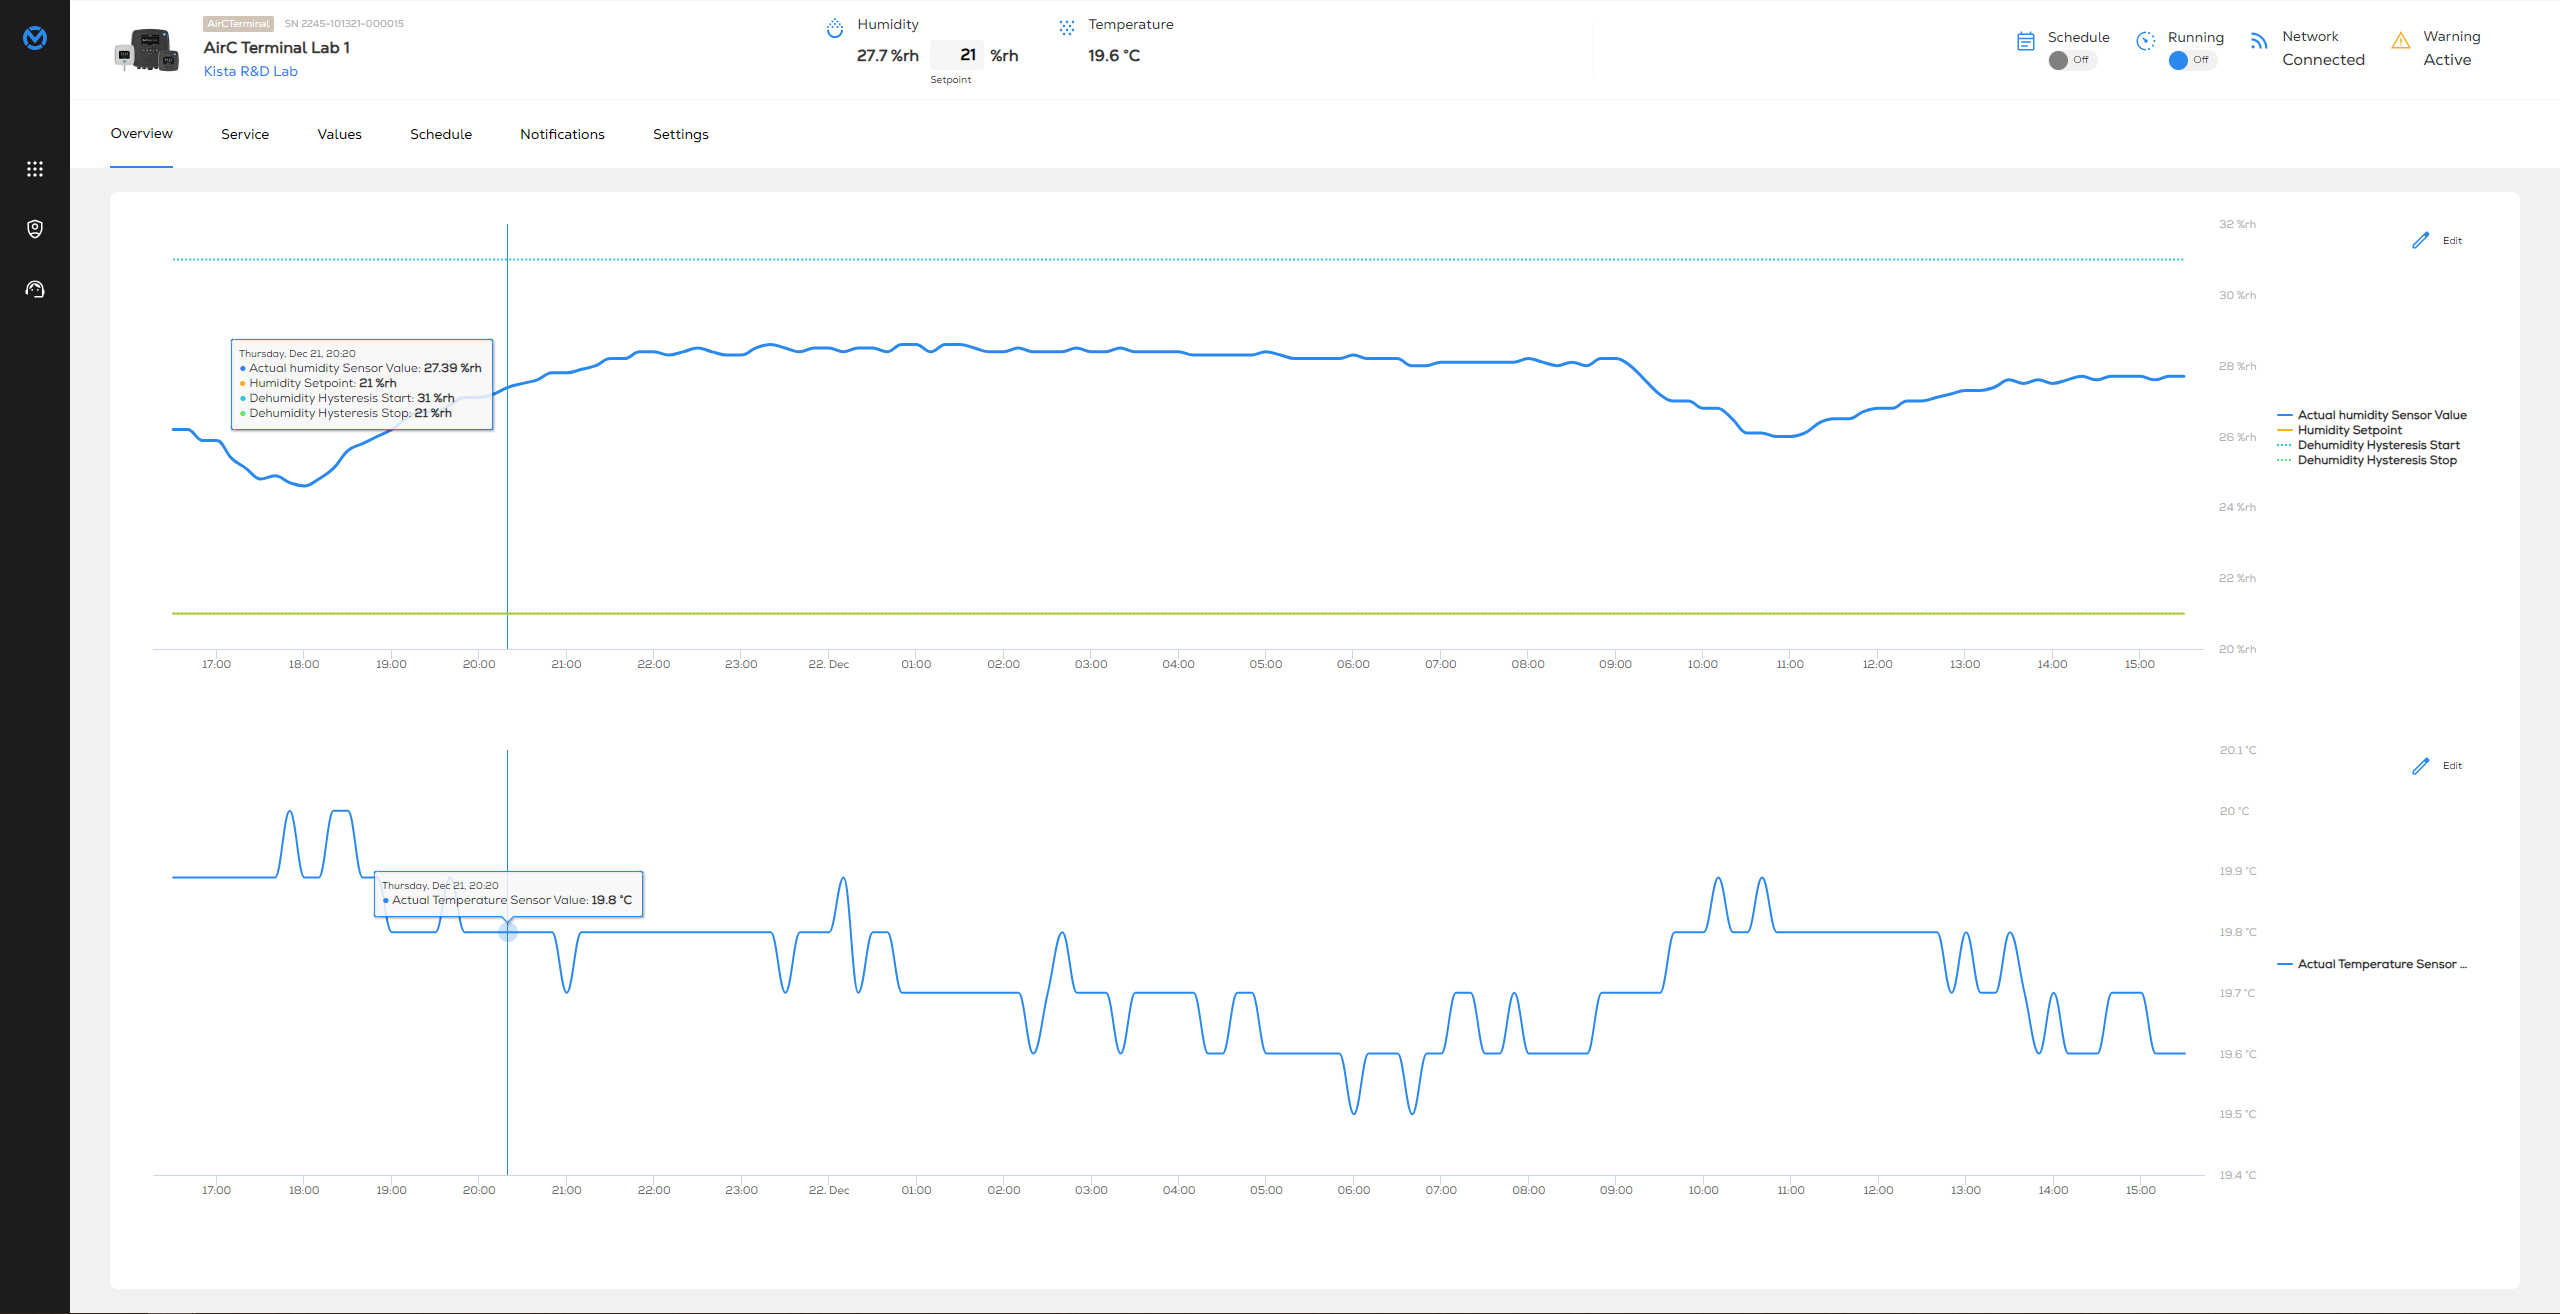 AirCTerminal SN 2245-101321-000015
AirC Terminal Lab 1
Kista R&D Lab
Humidity
27.7 %rh 21 %rh
Setpoint
Temperature
19.6 °C
Schedule
Off
Running
Off
Network
Connected
Warning
Active
Overview Service Values Schedule Notifications Settings
32 %rh
30 %rh
28 %rh
26 %rh
24 %rh
22 %rh
20 %rh
Edit
Thursday, Dec 21, 20:20
Actual humidity Sensor Value: 27.39 %rh
Humidity Setpoint: 21 %rh
Dehumidity Hysteresis Start: 31 %rh
Dehumidity Hysteresis Stop: 21 %rh
Actual humidity Sensor Value
Humidity Setpoint
Dehumidity Hysteresis Start
Dehumidity Hysteresis Stop
17:00 18:00 19:00 20:00 21:00 22:00 23:00 22. Dec 01:00 02:00 03:00 04:00 05:00 06:00 07:00 08:00 09:00 10:00 11:00 12:00 13:00 14:00 15:00
20.1 °C
20 °C
19.9 °C
19.8 °C
19.7 °C
19.6 °C
19.5 °C
19.4 °C
Edit
Thursday, Dec 21, 20:20
Actual Temperature Sensor Value: 19.8 °C
Actual Temperature Sensor ...
17:00 18:00 19:00 20:00 21:00 22:00 23:00 22. Dec 01:00 02:00 03:00 04:00 05:00 06:00 07:00 08:00 09:00 10:00 11:00 12:00 13:00 14:00 15:00